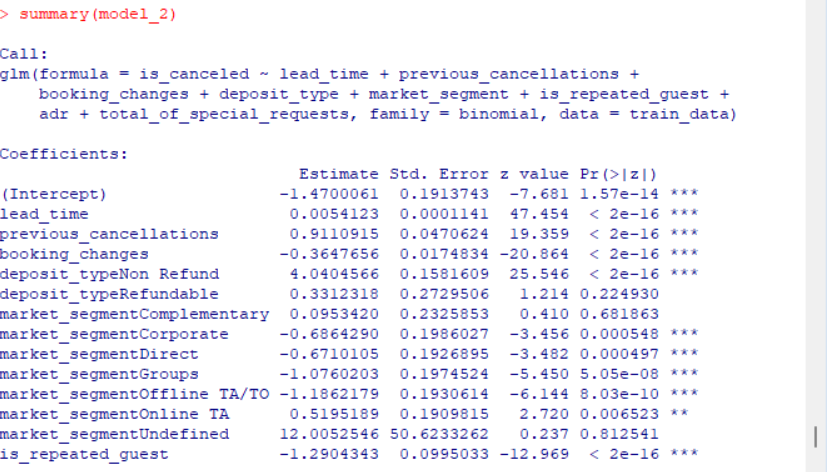 > summary(model_2)
Call:
glm(formula = is_canceled ~ lead_time + previous_cancellations +
    booking_changes + deposit_type + market_segment + is_repeated_guest +
    adr + total_of_special_requests, family = binomial, data = train_data)
Coefficients:
                              Estimate Std. Error z value Pr(>|z|)
(Intercept)                 -1.4700061  0.1913743  -7.681 1.57e-14 ***
lead_time                    0.0054123  0.0001141  47.454  < 2e-16 ***
previous_cancellations       0.9110915  0.0470624  19.359  < 2e-16 ***
booking_changes             -0.3647656  0.0174834 -20.864  < 2e-16 ***
deposit_typeNon Refund       4.0404566  0.1581609  25.546  < 2e-16 ***
deposit_typeRefundable       0.3312318  0.2729506   1.214 0.224930
market_segmentComplementary  0.0953420  0.2325853   0.410 0.681863
market_segmentCorporate     -0.6864290  0.1986027  -3.456 0.000548 ***
market_segmentDirect        -0.6710105  0.1926895  -3.482 0.000497 ***
market_segmentGroups        -1.0760203  0.1974524  -5.450 5.05e-08 ***
market_segmentOffline TA/TO -1.1862179  0.1930614  -6.144 8.03e-10 ***
market_segmentOnline TA      0.5195189  0.1909815   2.720 0.006523 **
market_segmentUndefined     12.0052546 50.6233262   0.237 0.812541
is_repeated_guest           -1.2904343  0.0995033 -12.969  < 2e-16 ***